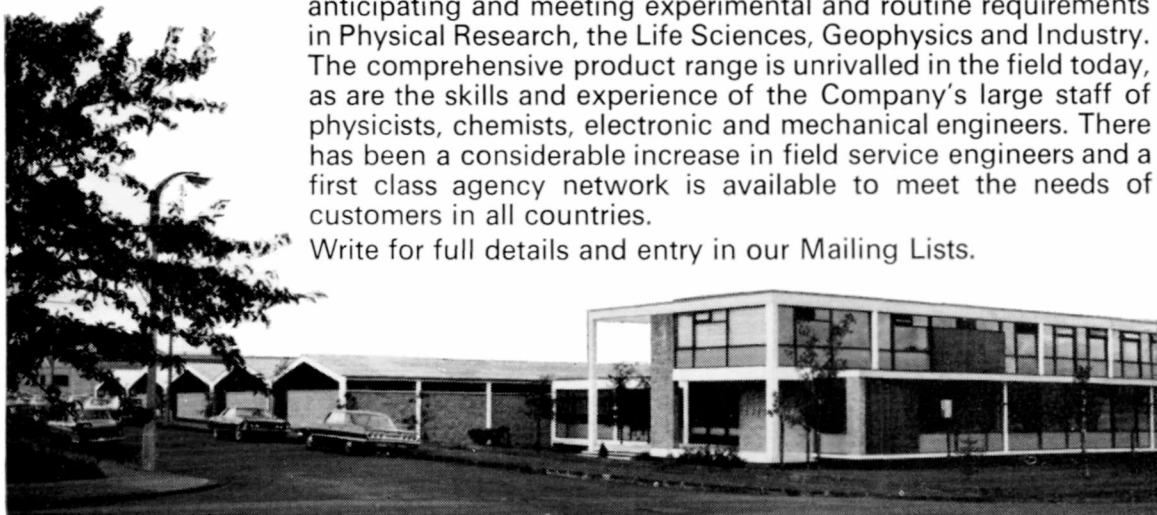 anticipating and meeting experimental and routine requirements
in Physical Research, the Life Sciences, Geophysics and Industry.
The comprehensive product range is unrivalled in the field today,
as are the skills and experience of the Company's large staff of
physicists, chemists, electronic and mechanical engineers. There
has been a considerable increase in field service engineers and a
first class agency network is available to meet the needs of
customers in all countries.
Write for full details and entry in our Mailing Lists.